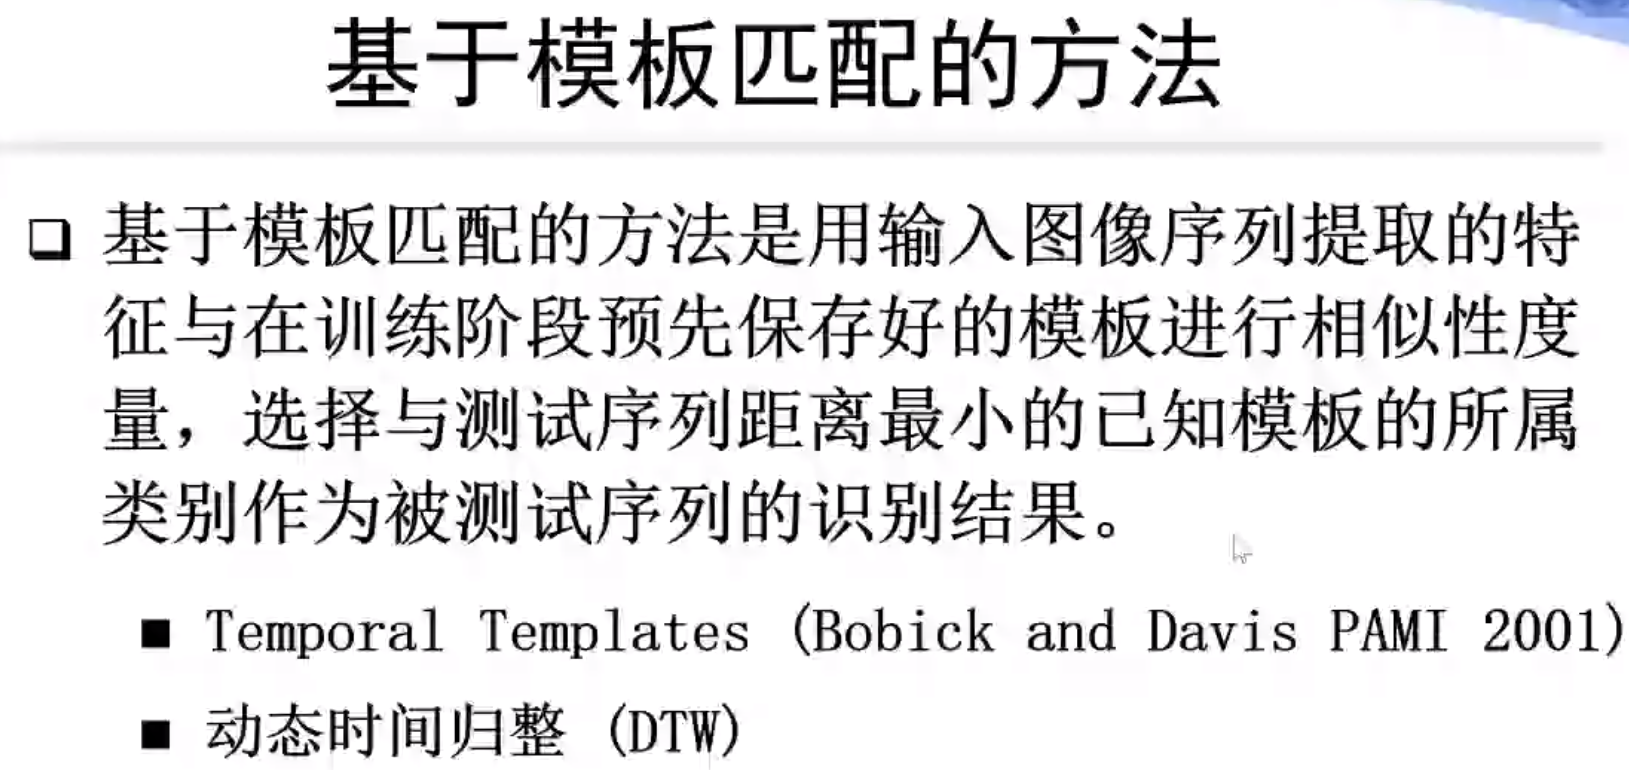 基于模板匹配的方法
基于模板匹配的方法是用输入图像序列提取的特
征与在训练阶段预先保存好的模板进行相似性度
量，选择与测试序列距离最小的已知模板的所属
类别作为被测试序列的识别结果。
Temporal Templates (Bobick and Davis PAMI 2001)
动态时间归整 (DTW)